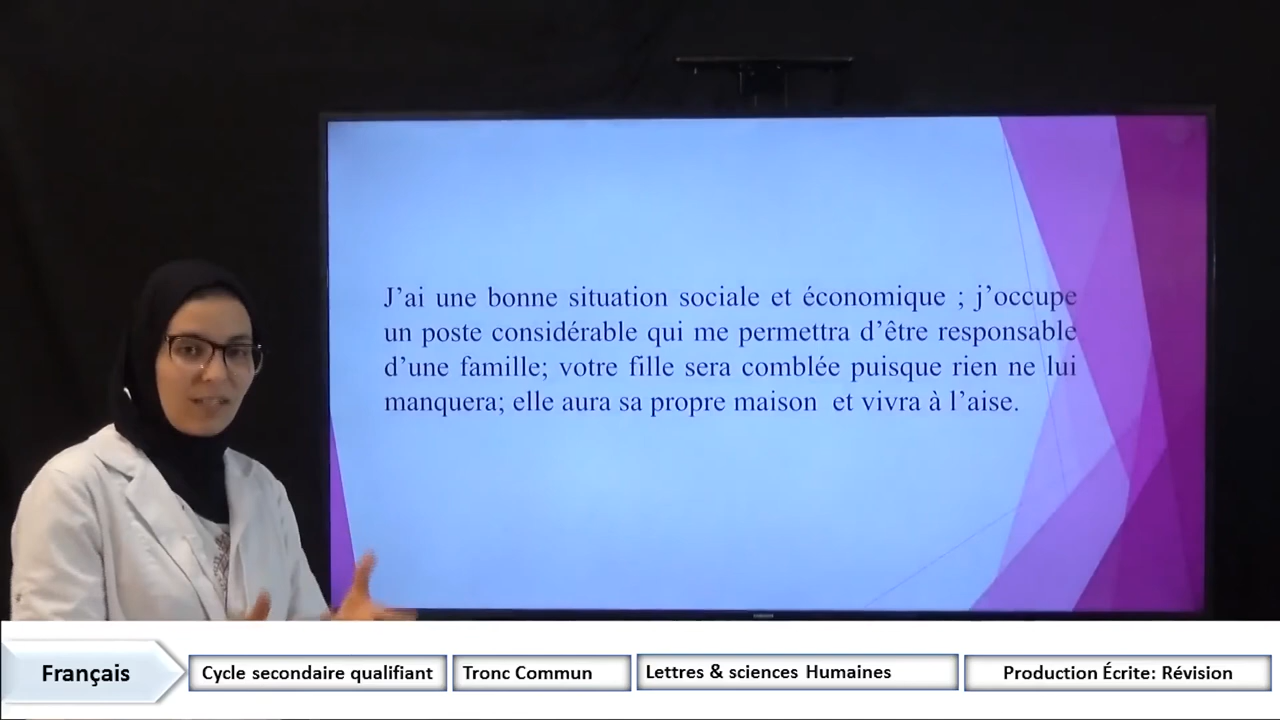 J’ai une bonne situation sociale et économique ; j’occupe
un poste considérable qui me permettra d’être responsable
d’une famille; votre fille sera comblée puisque rien ne lui
manquera; elle aura sa propre maison et vivra à l’aise.
Français
Cycle secondaire qualifiant
Tronc Commun
Lettres & sciences Humaines
Production Écrite: Révision